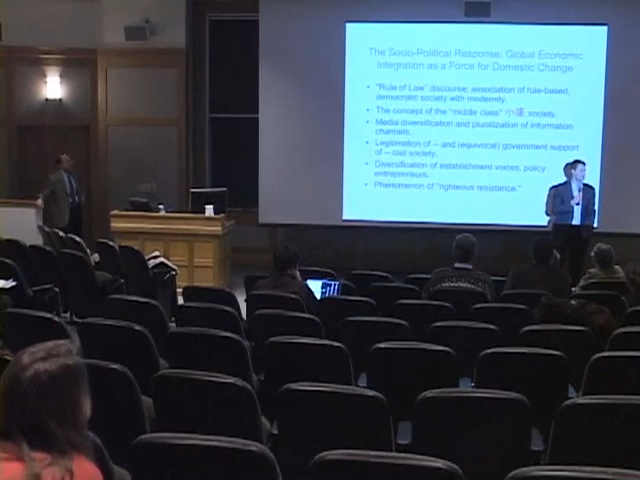 The Socio-Political Response: Global Economic
Integration as a Force for Domestic Change
• "Rule of Law" discourse; association of rule-based,
democratic society with modernity.
• The concept of the "middle class" 小康 society.
• Media diversification and pluralization of information
channels.
• Legitimation of -- and (equivocal) government support
of -- civil society.
• Diversification of establishment voices, policy
entrepreneurs.
• Phenomenon of "righteous resistance."